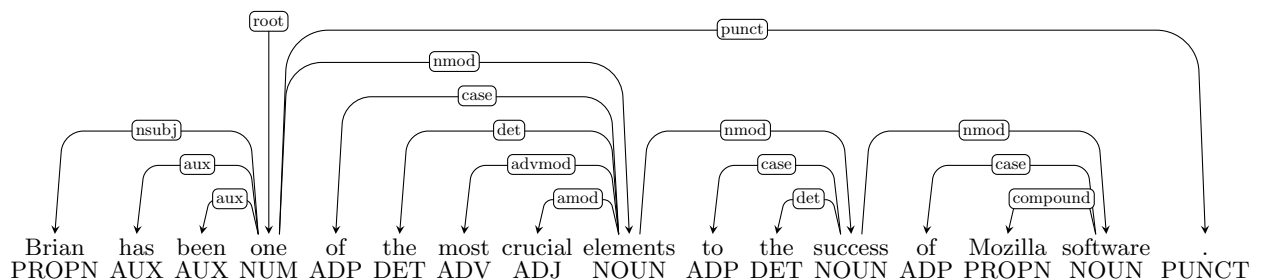 root
punct
nmod
case
nsubj det nmod nmod
aux advmod case case
aux amod det compound
Brian has been one of the most crucial elements to the success of Mozilla software .
PROPN AUX AUX NUM ADP DET ADV ADJ NOUN ADP DET NOUN ADP PROPN NOUN PUNCT